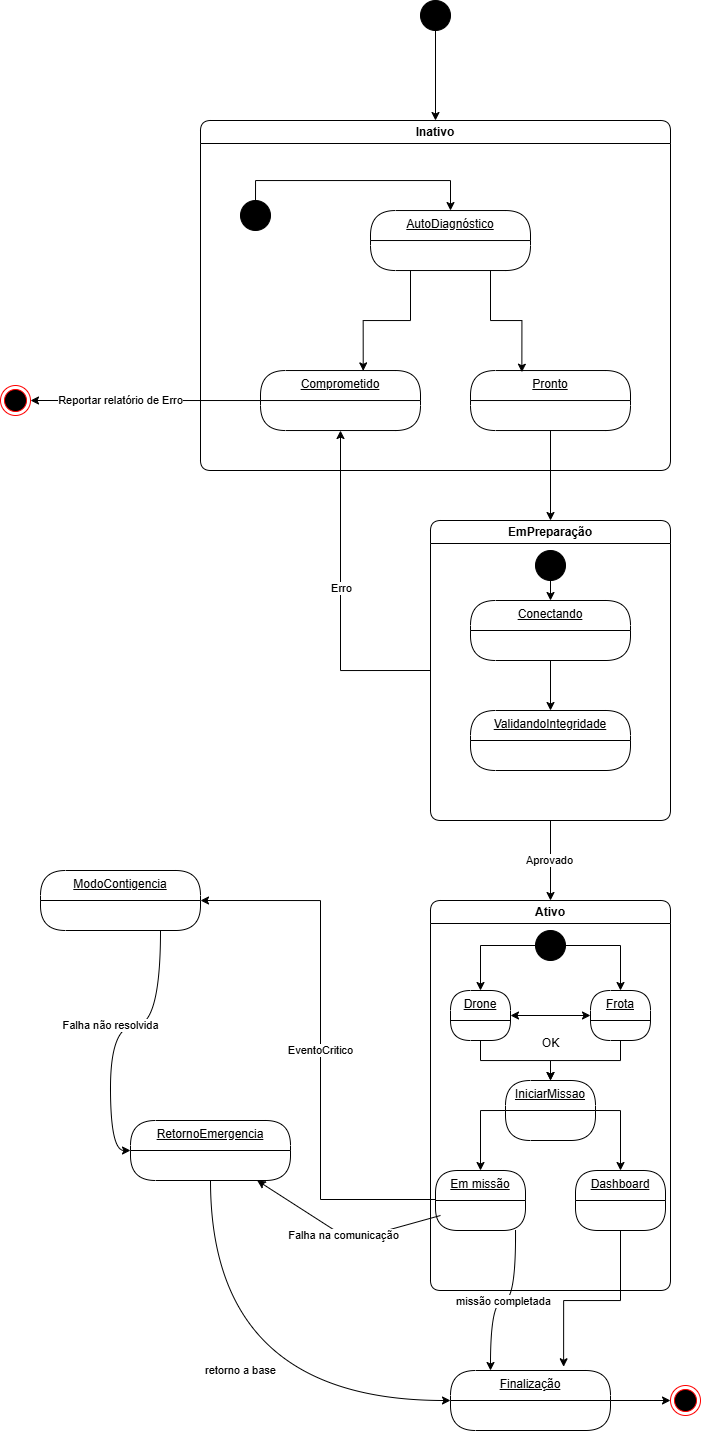 Inativo
AutoDiagnóstico
Comprometido
Pronto
Reportar relatório de Erro
EmPreparação
Conectando
Erro
ValidandoIntegridade
Aprovado
ModoContigencia
Ativo
Drone
Frota
Falha não resolvida
OK
EventoCritico
IniciarMissao
RetornoEmergencia
Em missão
Dashboard
Falha na comunicação
missão completada
retorno a base
Finalização